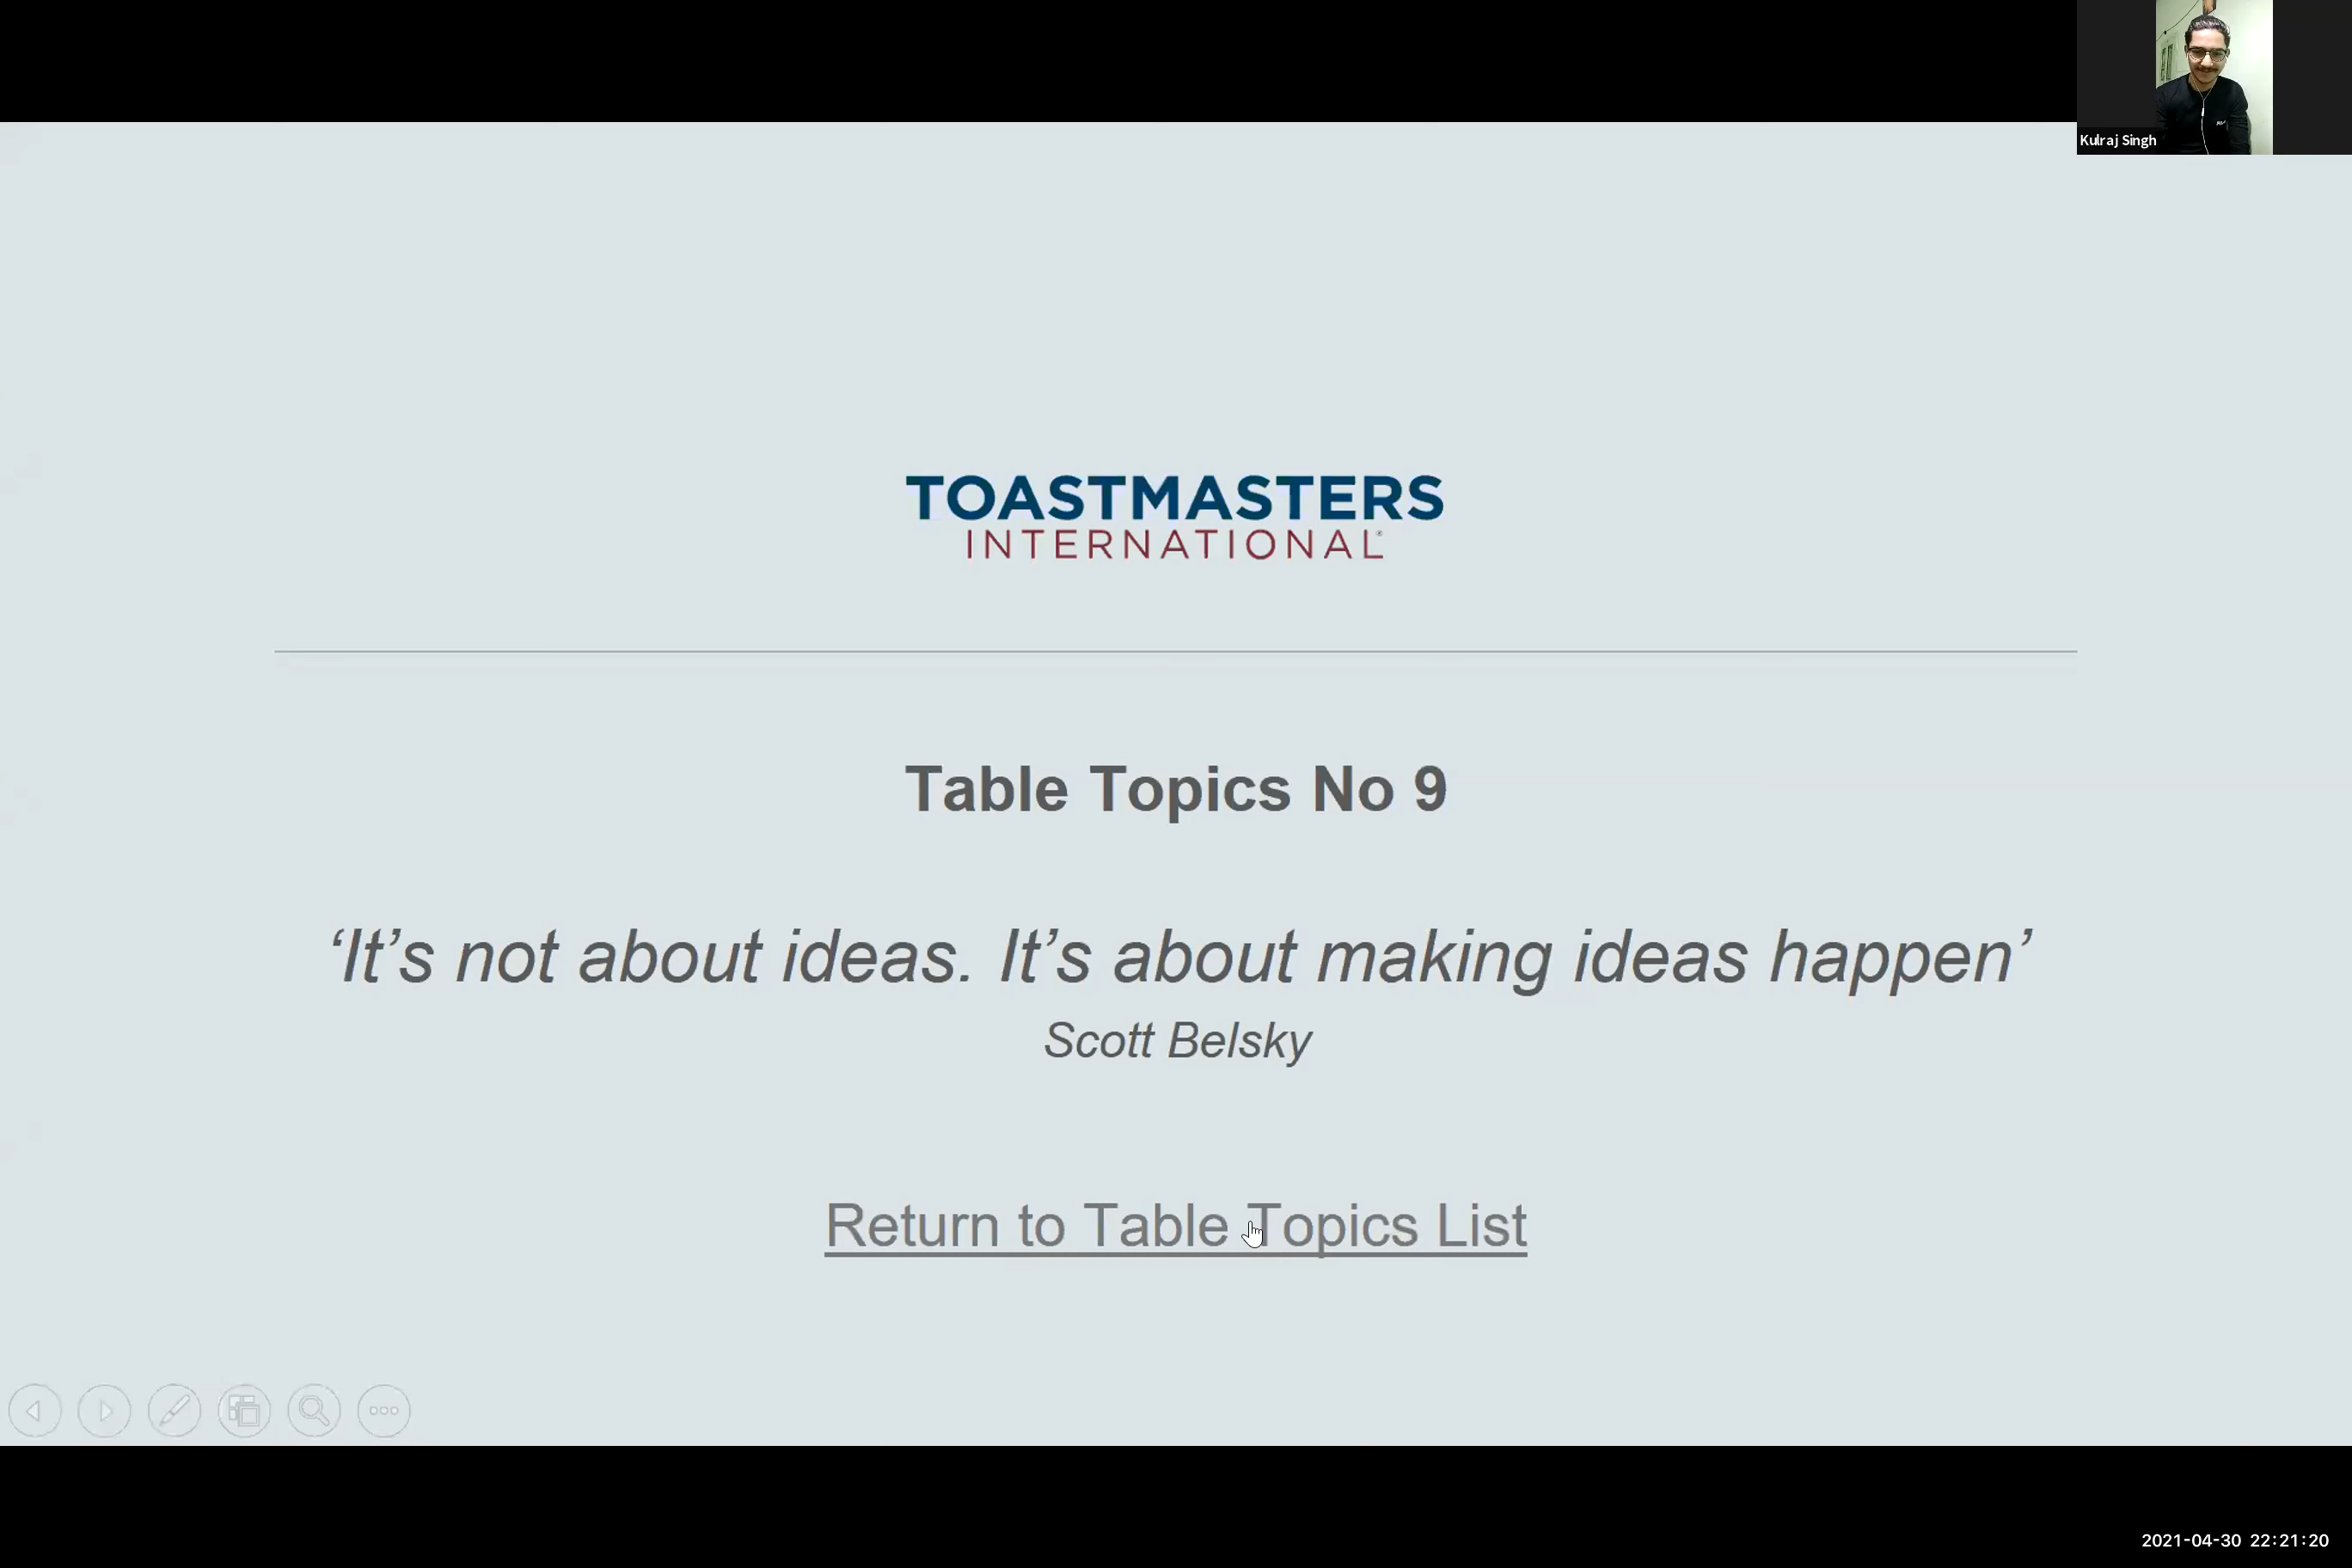 Kulraj Singh
TOASTMASTERS
INTERNATIONAL®
Table Topics No 9
‘It’s not about ideas. It’s about making ideas happen’
Scott Belsky
Return to Table Topics List
2021-04-30 22:21:20